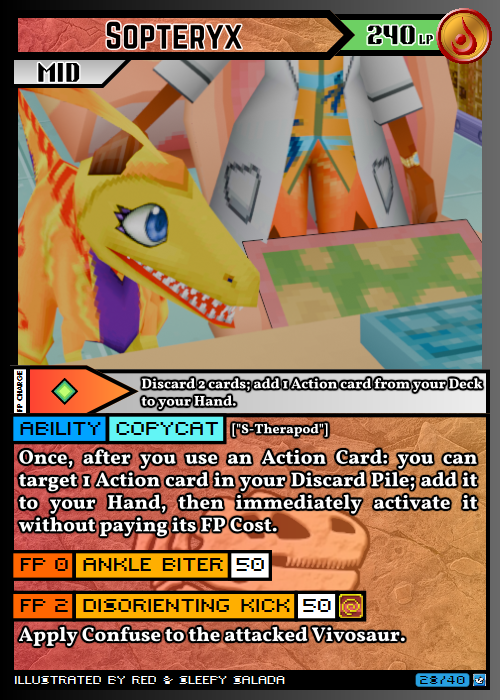 SOPTERYX
240 LP
MID
FP CHARGE
Discard 2 cards; add 1 Action card from your Deck
to your Hand.
ABILITY COPYCAT ["S-Therapod"]
Once, after you use an Action Card: you can
target 1 Action card in your Discard Pile; add it
to your Hand, then immediately activate it
without paying its FP Cost.
FP 0 ANKLE BITER 50
FP 2 DISORIENTING KICK 50
Apply Confuse to the attacked Vivosaur.
ILLUSTRATED BY RED & SLEEPY SALADA
28/40